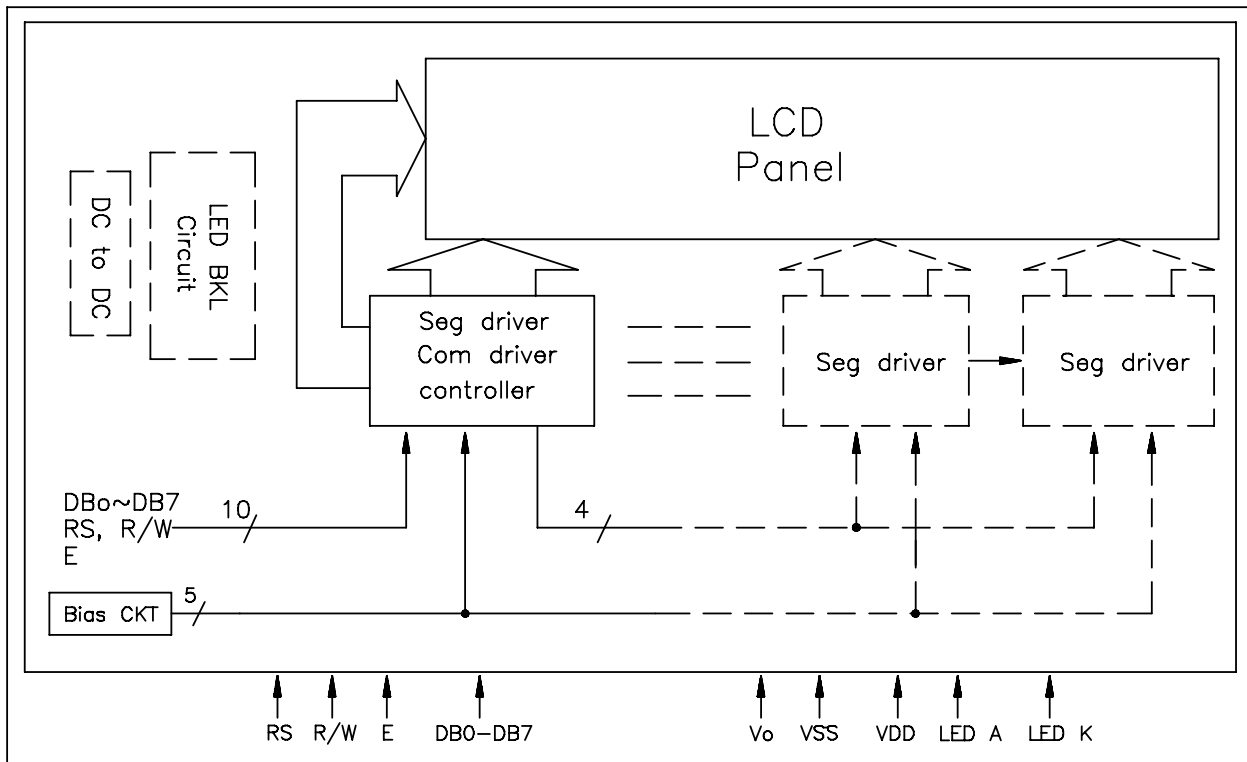 LCD
Panel
DC to DC
LED BKL
Circuit
Seg driver
Com driver
controller
Seg driver
Seg driver
DBo~DB7
RS, R/W
E
10
4
Bias CKT
5
RS
R/W
E
DB0-DB7
Vo
VSS
VDD
LED A
LED K